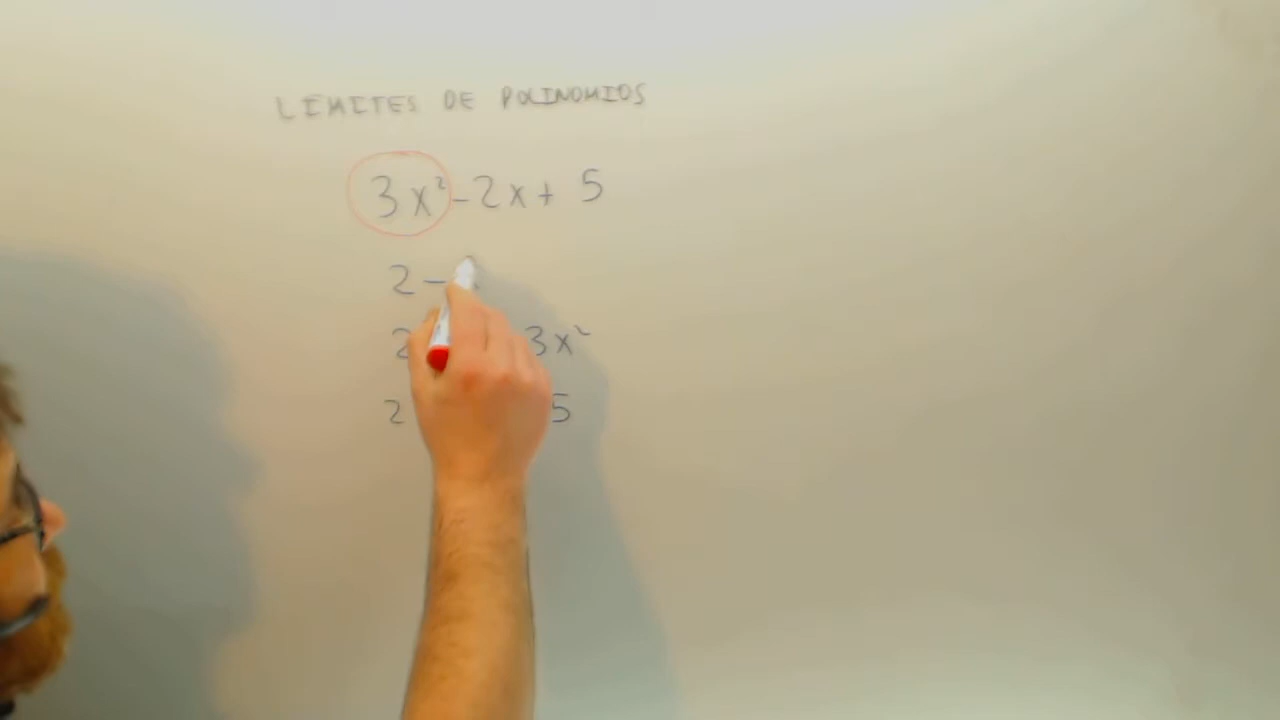 LÍMITES DE POLINOMIOS
3x² - 2x + 5
2 -
2 3x²
2 5